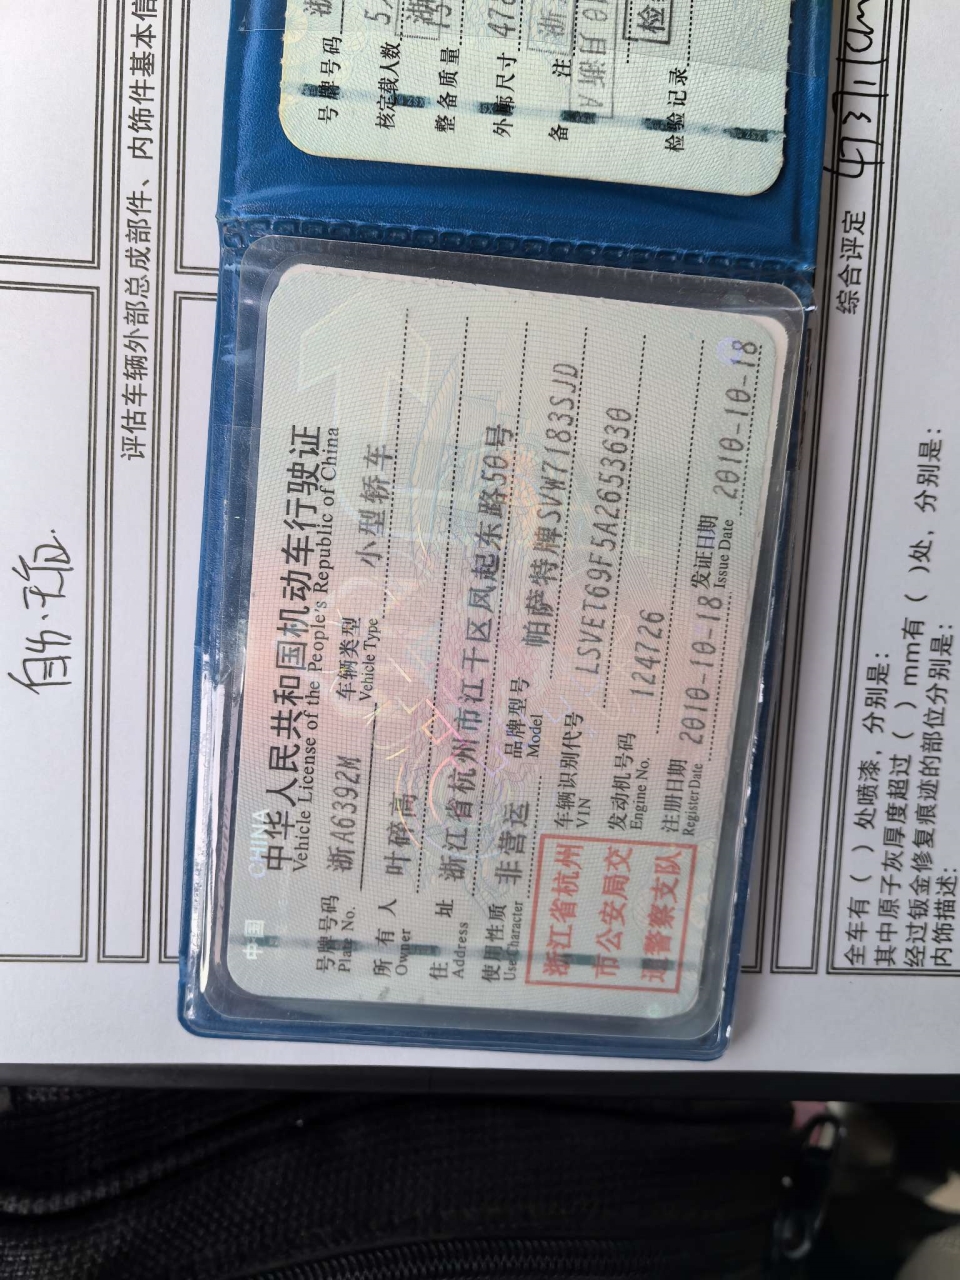 中国 CHINA
中华人民共和国机动车行驶证
Vehicle License of the People's Republic of China
号牌号码 浙A6392M 车辆类型 小型轿车
Plate No. Vehicle Type
所有人 叶碎高
Owner
住址 浙江省杭州市江干区凤起东路50号
Address
使用性质 非营运 品牌型号 帕萨特牌SVW7183SJD
Use Character Model
浙江省杭州
市公安局交
通警察支队
车辆识别代号 LSVET69F5A2653630
VIN
发动机号码 124726
Engine No.
注册日期 2010-10-18 发证日期 2010-10-18
Register Date Issue Date
号牌号码 浙
核定载人数 5
整备质量
外廓尺寸 476
备注
检验记录
评估车辆外部总成部件、内饰件基本信
综合评定
全车有（ ）处喷漆，分别是：
其中原子灰厚度超过（ ）mm有（ ）处，分别是：
经过钣金修复痕迹的部位分别是：
内饰描述：